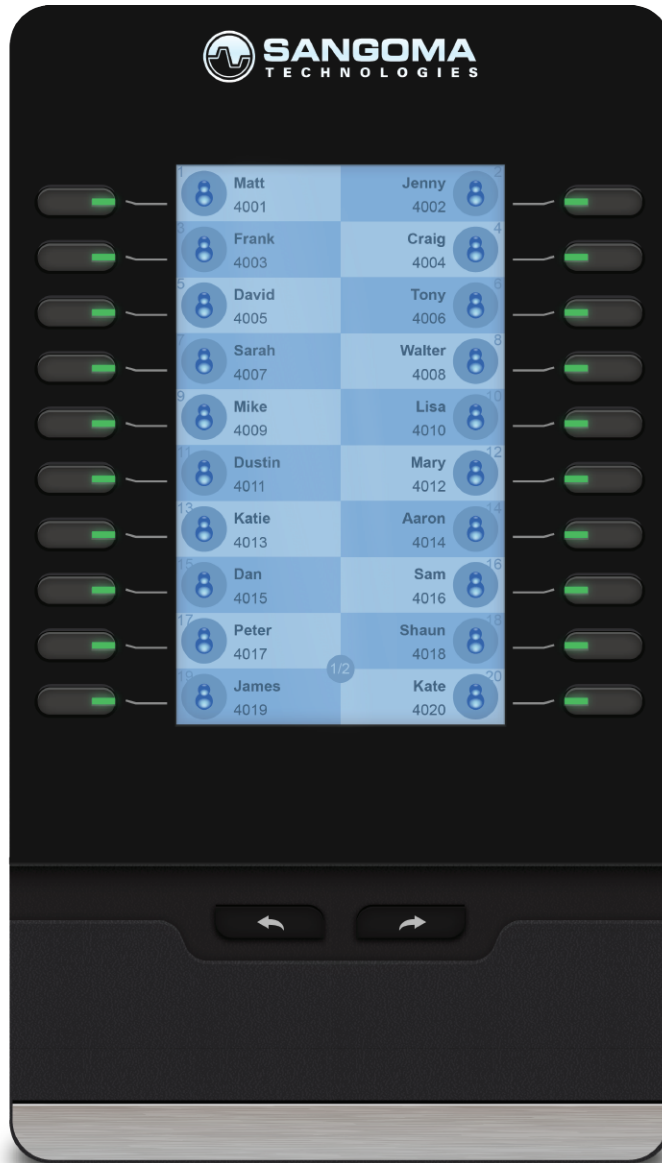 SANGOMA
TECHNOLOGIES
1
Matt
4001
2
Jenny
4002
3
Frank
4003
4
Craig
4004
5
David
4005
6
Tony
4006
7
Sarah
4007
8
Walter
4008
9
Mike
4009
10
Lisa
4010
11
Dustin
4011
12
Mary
4012
13
Katie
4013
14
Aaron
4014
15
Dan
4015
16
Sam
4016
17
Peter
4017
18
Shaun
4018
1/2
19
James
4019
20
Kate
4020